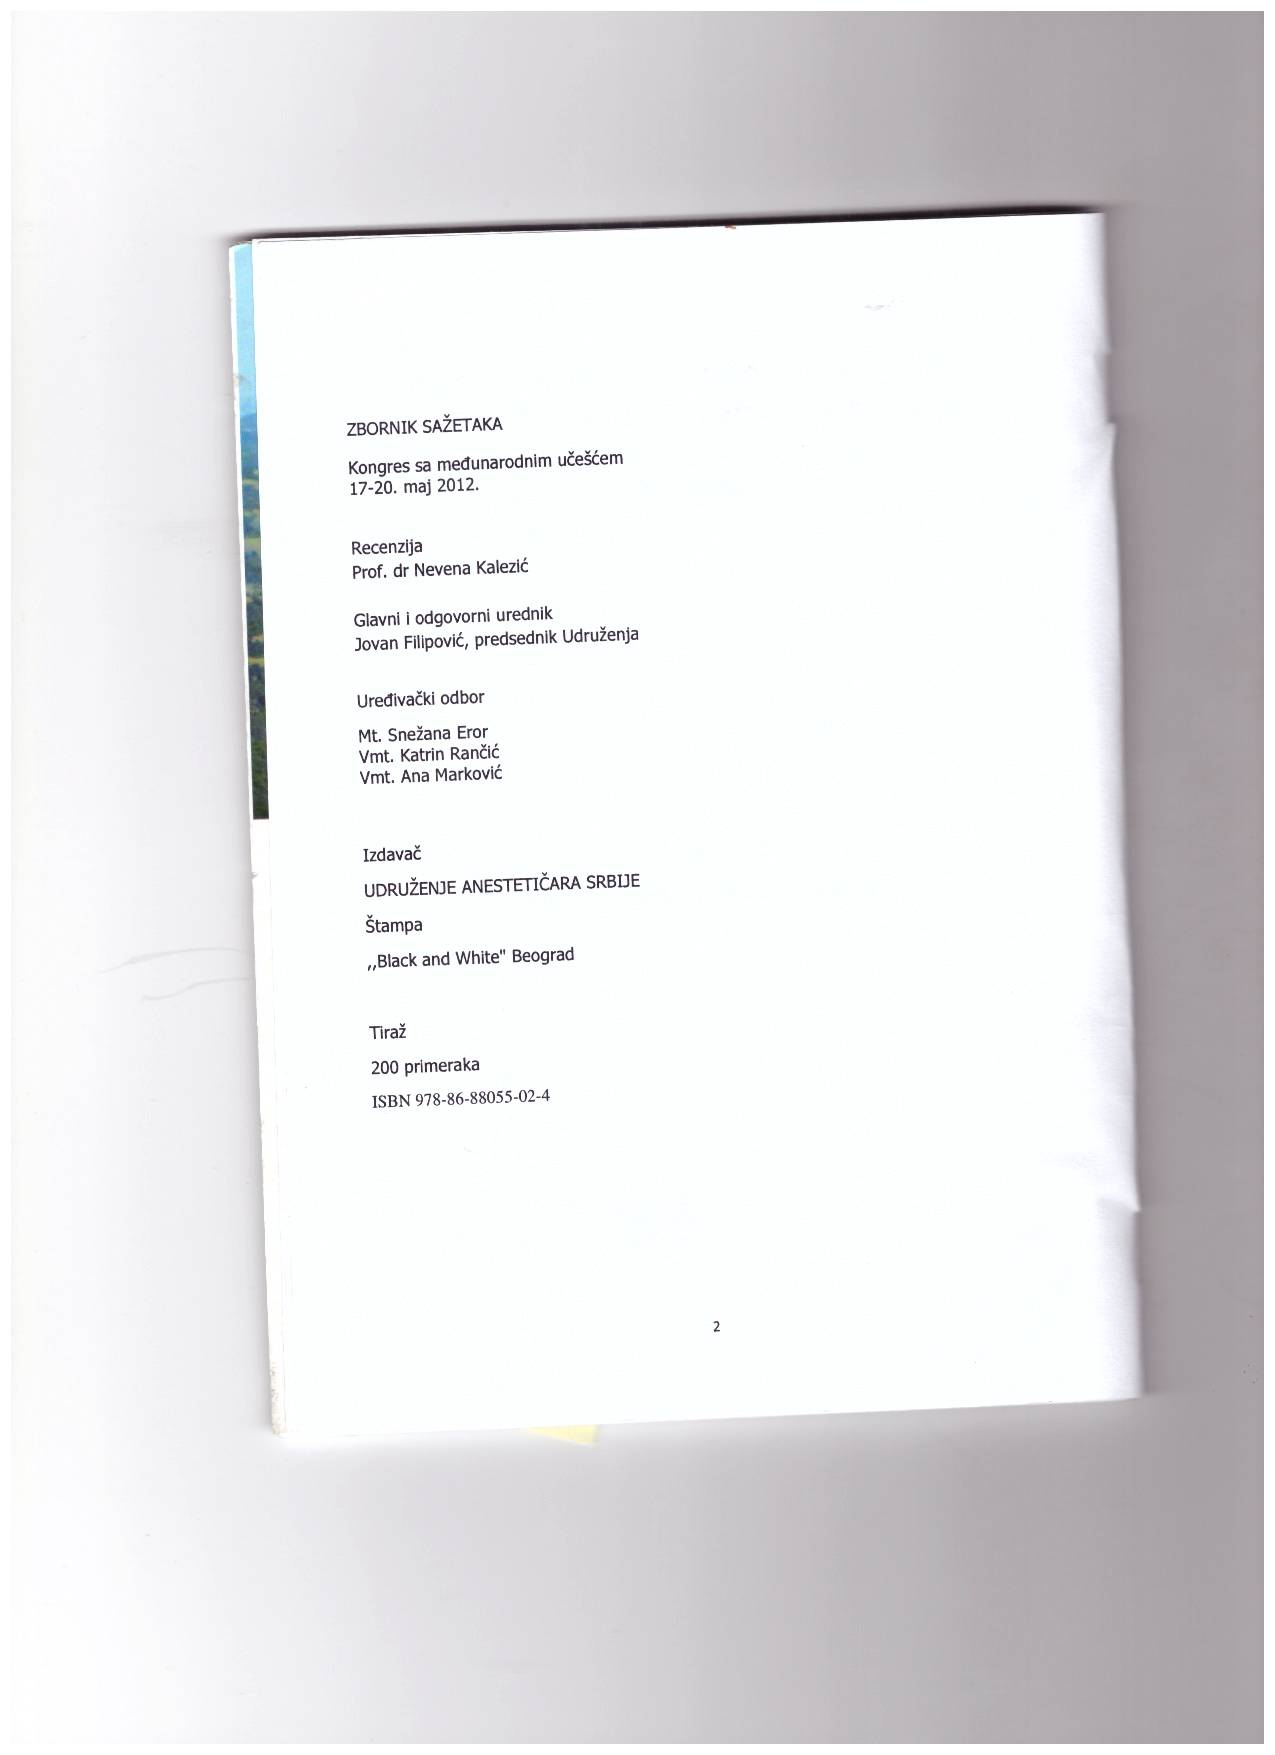 ZBORNIK SAŽETAKA
Kongres sa međunarodnim učešćem
17-20. maj 2012.
Recenzija
Prof. dr Nevena Kalezić
Glavni i odgovorni urednik
Jovan Filipović, predsednik Udruženja
Uređivački odbor
Mt. Snežana Eror
Vmt. Katrin Rančić
Vmt. Ana Marković
Izdavač
UDRUŽENJE ANESTETIČARA SRBIJE
Štampa
,,Black and White" Beograd
Tiraž
200 primeraka
ISBN 978-86-88055-02-4
2